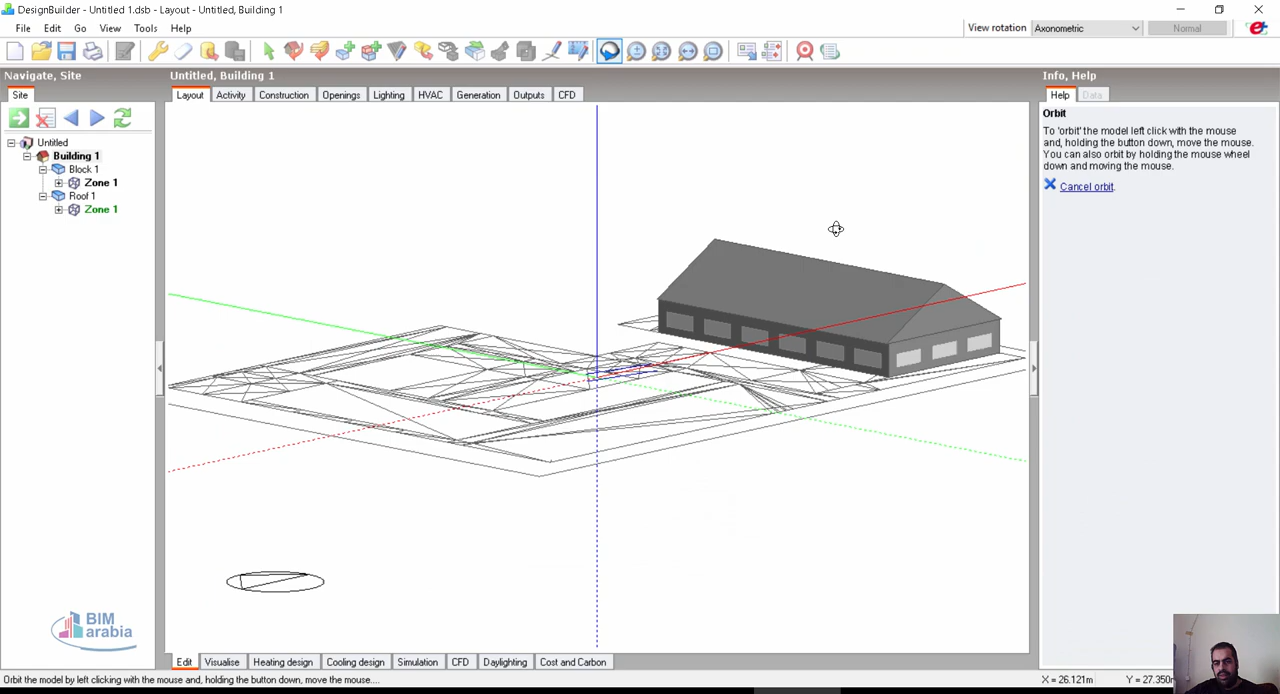 DesignBuilder - Untitled 1.dsb - Layout - Untitled, Building 1
File Edit Go View Tools Help
View rotation Axonometric Normal
Navigate, Site
Site
Untitled
Building 1
Block 1
Zone 1
Roof 1
Zone 1
Untitled, Building 1
Layout Activity Construction Openings Lighting HVAC Generation Outputs CFD
Info, Help
Help Data
Orbit
To 'orbit' the model left click with the mouse
and, holding the button down, move the mouse.
You can also orbit by holding the mouse wheel
down and moving the mouse.
Cancel orbit.
BIM
arabia
Edit Visualise Heating design Cooling design Simulation CFD Daylighting Cost and Carbon
Orbit the model by left clicking with the mouse and, holding the button down, move the mouse....
X = 26.121m Y = 27.350m